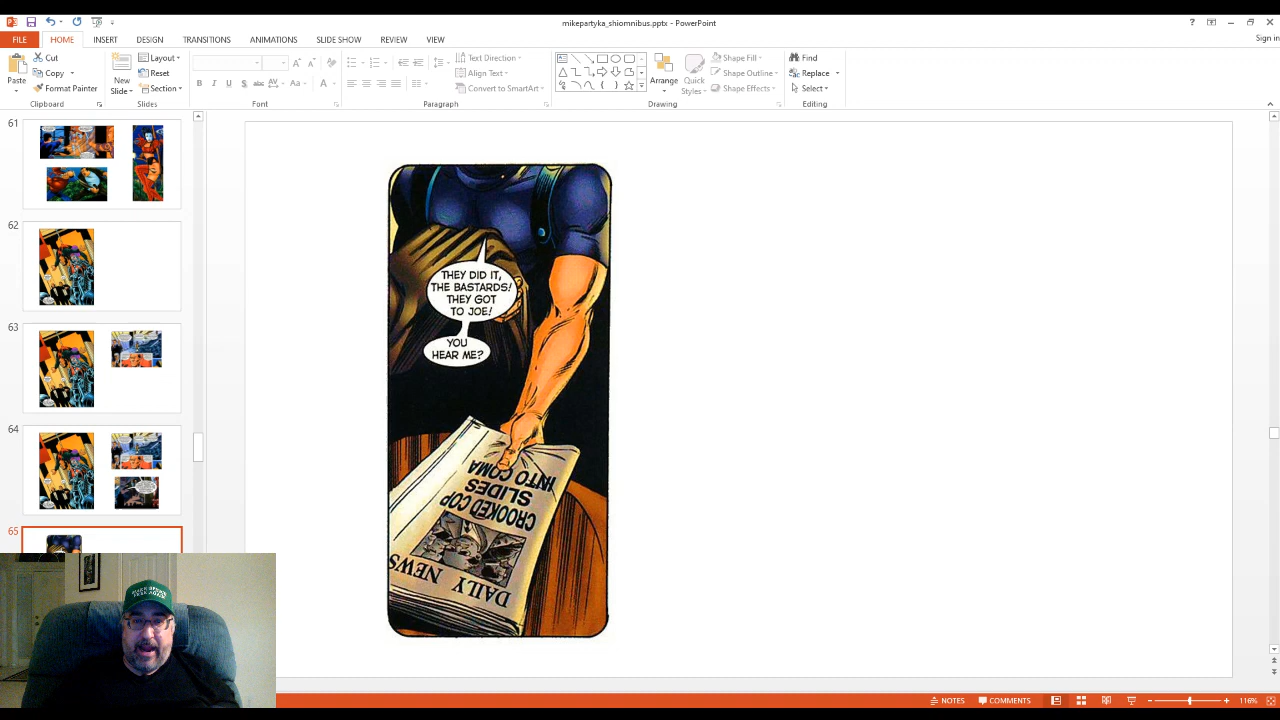 mikepartyka_shiomnibus.pptx - PowerPoint
Sign in
FILE HOME INSERT DESIGN TRANSITIONS ANIMATIONS SLIDE SHOW REVIEW VIEW
Paste
Cut
Copy
Format Painter
Clipboard
New
Slide
Layout
Reset
Section
Slides
Font
Text Direction
Align Text
Convert to SmartArt
Paragraph
Arrange
Quick
Styles
Shape Fill
Shape Outline
Shape Effects
Drawing
Find
Replace
Select
Editing
61
62
63
64
65
THEY DID IT,
THE BASTARDS!
THEY GOT
TO JOE!
YOU
HEAR ME?
DAILY NEWS
CROOKED COP
SLIDES
INTO COMA
NOTES COMMENTS 116%